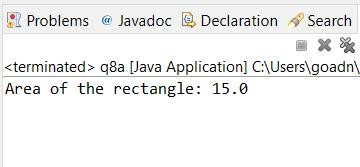 Problems @ Javadoc Declaration Search
<terminated> q8a [Java Application] C:\Users\goadn\
Area of the rectangle: 15.0